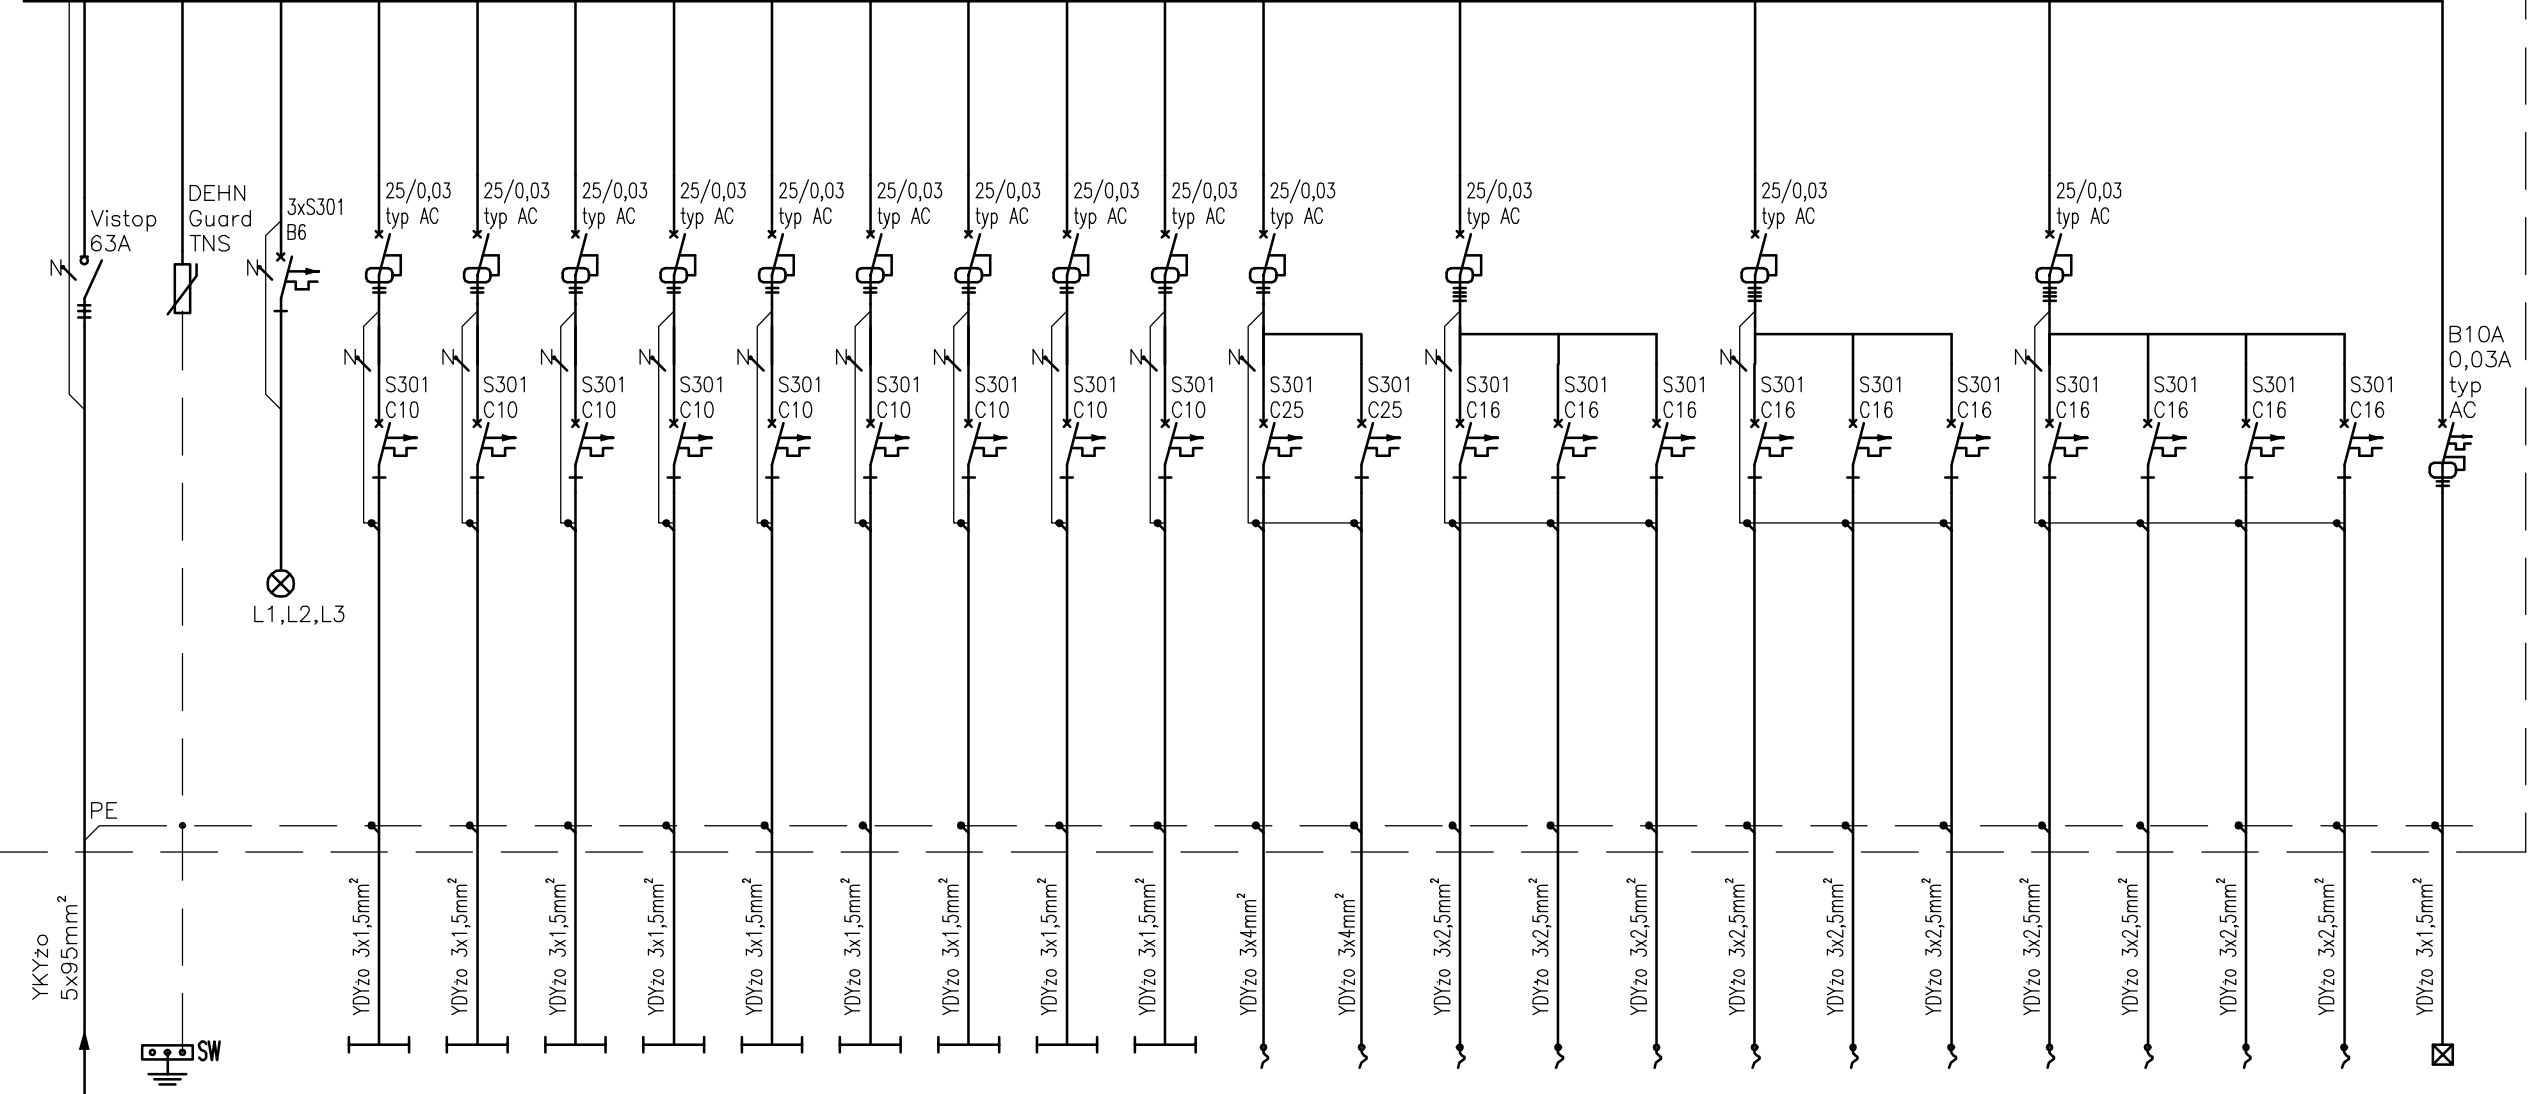 Vistop
63A
N
DEHN
Guard
TNS
3xS301
B6
N
L1,L2,L3
25/0,03
typ AC
25/0,03
typ AC
25/0,03
typ AC
25/0,03
typ AC
25/0,03
typ AC
25/0,03
typ AC
25/0,03
typ AC
25/0,03
typ AC
25/0,03
typ AC
25/0,03
typ AC
25/0,03
typ AC
25/0,03
typ AC
25/0,03
typ AC
N
S301
C10
N
S301
C10
N
S301
C10
N
S301
C10
N
S301
C10
N
S301
C10
N
S301
C10
N
S301
C10
N
S301
C10
N
S301
C25
S301
C25
N
S301
C16
S301
C16
S301
C16
N
S301
C16
S301
C16
S301
C16
N
S301
C16
S301
C16
S301
C16
S301
C16
B10A
0,03A
typ
AC
PE
YKYżo
5x95mm²
SW
YDYżo 3x1,5mm²
YDYżo 3x1,5mm²
YDYżo 3x1,5mm²
YDYżo 3x1,5mm²
YDYżo 3x1,5mm²
YDYżo 3x1,5mm²
YDYżo 3x1,5mm²
YDYżo 3x1,5mm²
YDYżo 3x1,5mm²
YDYżo 3x4mm²
YDYżo 3x4mm²
YDYżo 3x2,5mm²
YDYżo 3x2,5mm²
YDYżo 3x2,5mm²
YDYżo 3x2,5mm²
YDYżo 3x2,5mm²
YDYżo 3x2,5mm²
YDYżo 3x2,5mm²
YDYżo 3x2,5mm²
YDYżo 3x2,5mm²
YDYżo 3x2,5mm²
YDYżo 3x1,5mm²